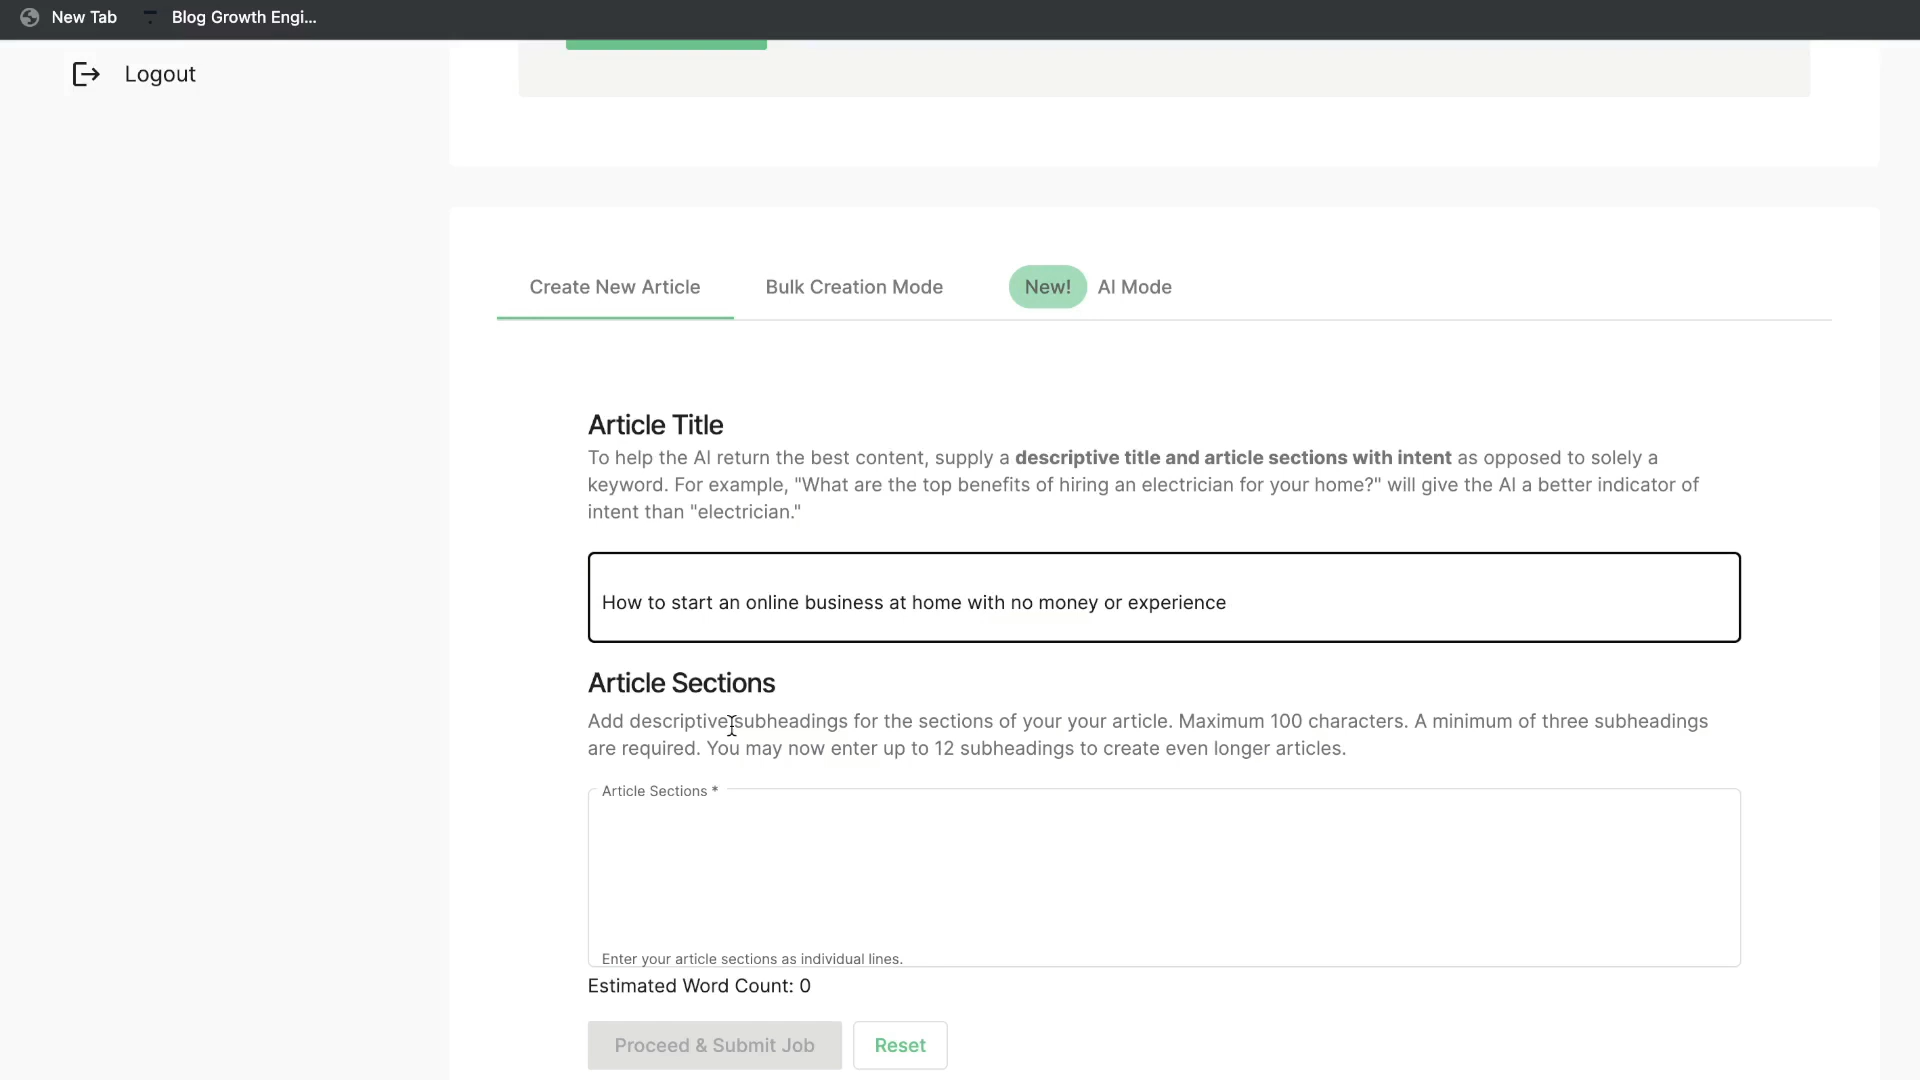 New Tab
Blog Growth Engi...
Logout
Create New Article
Bulk Creation Mode
New! AI Mode
Article Title
To help the AI return the best content, supply a descriptive title and article sections with intent as opposed to solely a
keyword. For example, "What are the top benefits of hiring an electrician for your home?" will give the AI a better indicator of
intent than "electrician."
How to start an online business at home with no money or experience
Article Sections
Add descriptive subheadings for the sections of your your article. Maximum 100 characters. A minimum of three subheadings
are required. You may now enter up to 12 subheadings to create even longer articles.
Article Sections *
Enter your article sections as individual lines.
Estimated Word Count: 0
Proceed & Submit Job
Reset